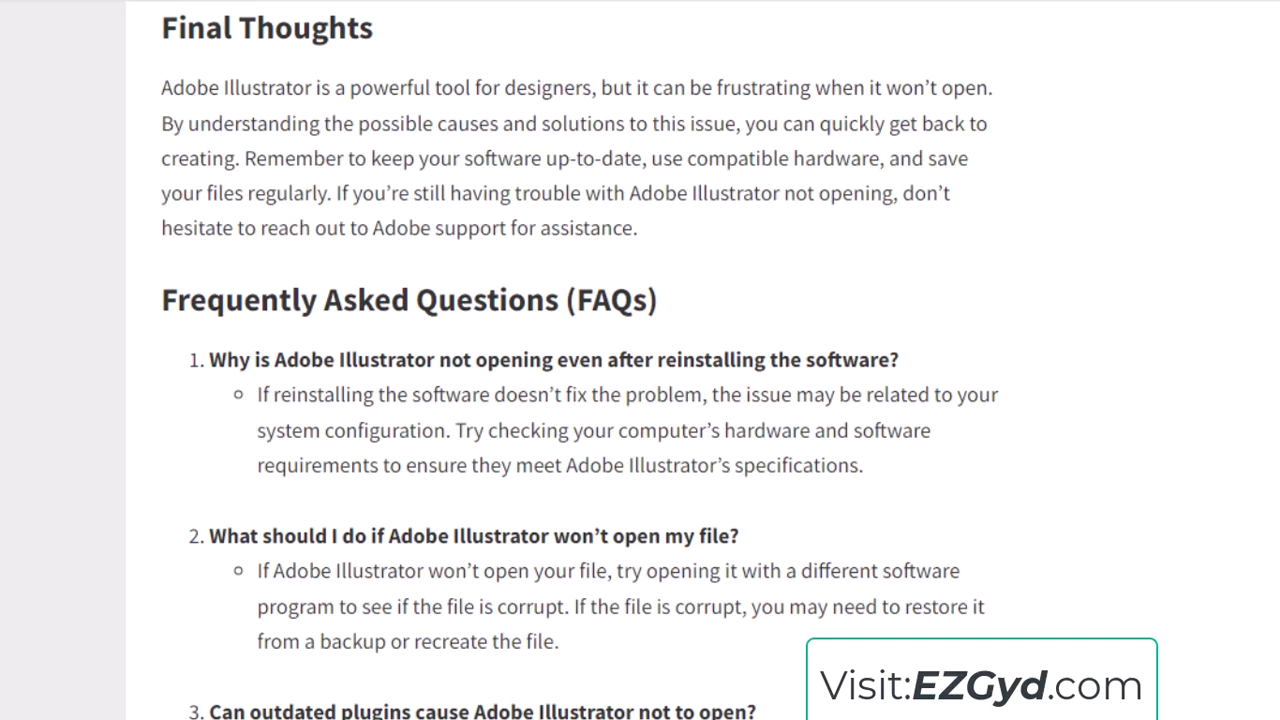 Final Thoughts
Adobe Illustrator is a powerful tool for designers, but it can be frustrating when it won’t open.
By understanding the possible causes and solutions to this issue, you can quickly get back to
creating. Remember to keep your software up-to-date, use compatible hardware, and save
your files regularly. If you’re still having trouble with Adobe Illustrator not opening, don’t
hesitate to reach out to Adobe support for assistance.
Frequently Asked Questions (FAQs)
1. Why is Adobe Illustrator not opening even after reinstalling the software?
If reinstalling the software doesn’t fix the problem, the issue may be related to your
system configuration. Try checking your computer’s hardware and software
requirements to ensure they meet Adobe Illustrator’s specifications.
2. What should I do if Adobe Illustrator won’t open my file?
If Adobe Illustrator won’t open your file, try opening it with a different software
program to see if the file is corrupt. If the file is corrupt, you may need to restore it
from a backup or recreate the file.
Visit:EZGyd.com
3. Can outdated plugins cause Adobe Illustrator not to open?